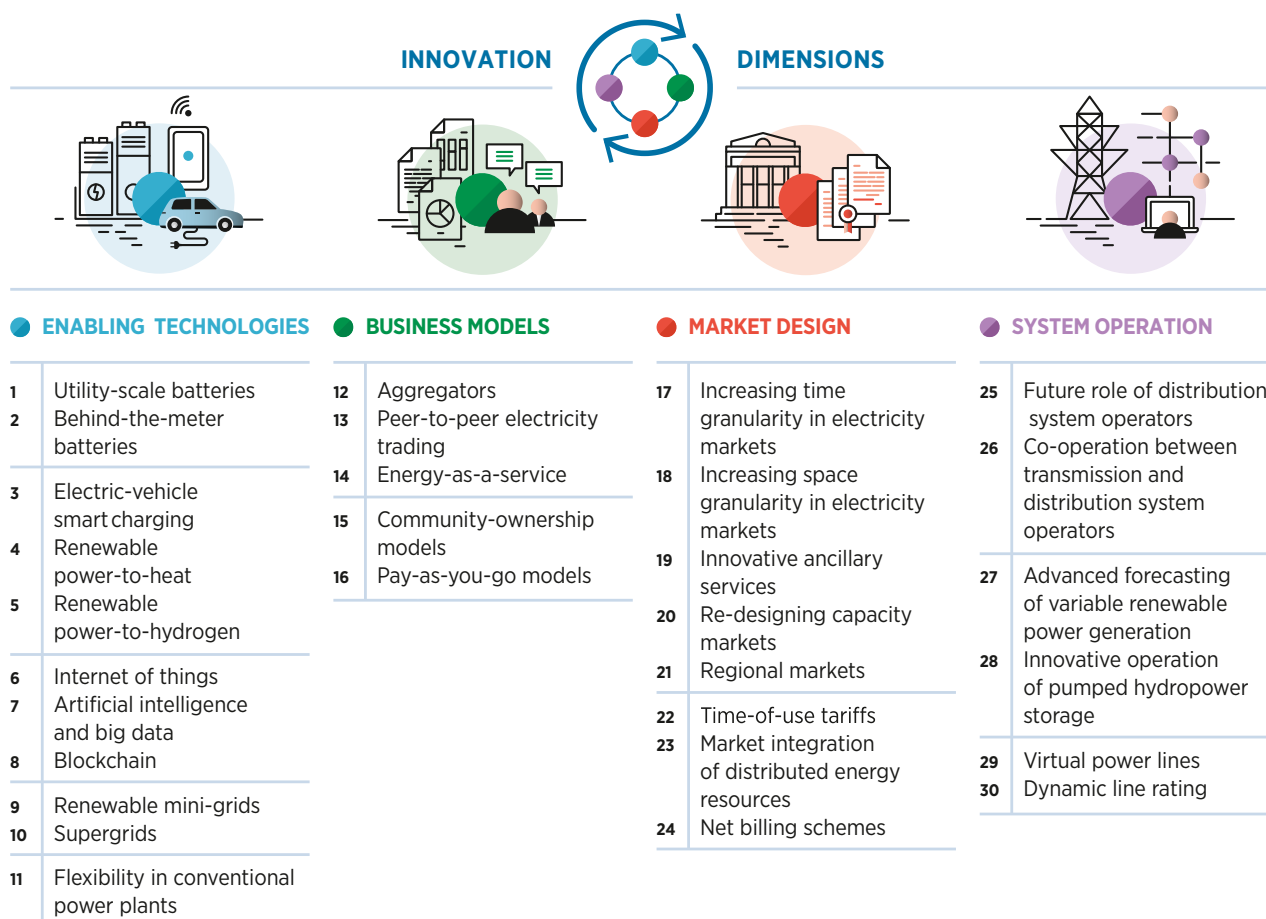 INNOVATION DIMENSIONS
ENABLING TECHNOLOGIES
1 Utility-scale batteries
2 Behind-the-meter
batteries
3 Electric-vehicle
smart charging
4 Renewable
power-to-heat
5 Renewable
power-to-hydrogen
6 Internet of things
7 Artificial intelligence
and big data
8 Blockchain
9 Renewable mini-grids
10 Supergrids
11 Flexibility in conventional
power plants
BUSINESS MODELS
12 Aggregators
13 Peer-to-peer electricity
trading
14 Energy-as-a-service
15 Community-ownership
models
16 Pay-as-you-go models
MARKET DESIGN
17 Increasing time
granularity in electricity
markets
18 Increasing space
granularity in electricity
markets
19 Innovative ancillary
services
20 Re-designing capacity
markets
21 Regional markets
22 Time-of-use tariffs
23 Market integration
of distributed energy
resources
24 Net billing schemes
SYSTEM OPERATION
25 Future role of distribution
system operators
26 Co-operation between
transmission and
distribution system
operators
27 Advanced forecasting
of variable renewable
power generation
28 Innovative operation
of pumped hydropower
storage
29 Virtual power lines
30 Dynamic line rating